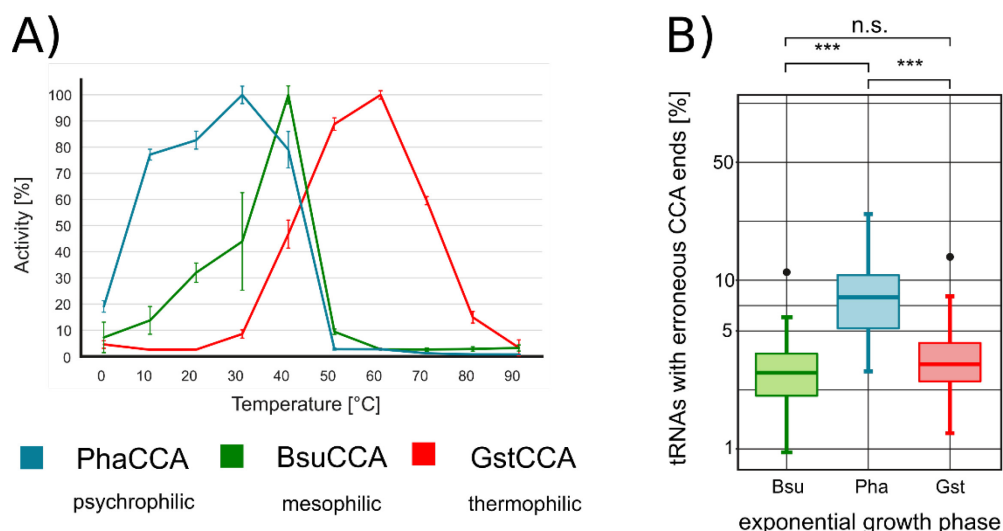 A)
Activity [%]
100
90
80
70
60
50
40
30
20
10
0
0 10 20 30 40 50 60 70 80 90
Temperature [°C]
PhaCCA BsuCCA GstCCA
psychrophilic mesophilic thermophilic
B)
n.s.
*** ***
tRNAs with erroneous CCA ends [%]
50
10
5
1
Bsu Pha Gst
exponential growth phase